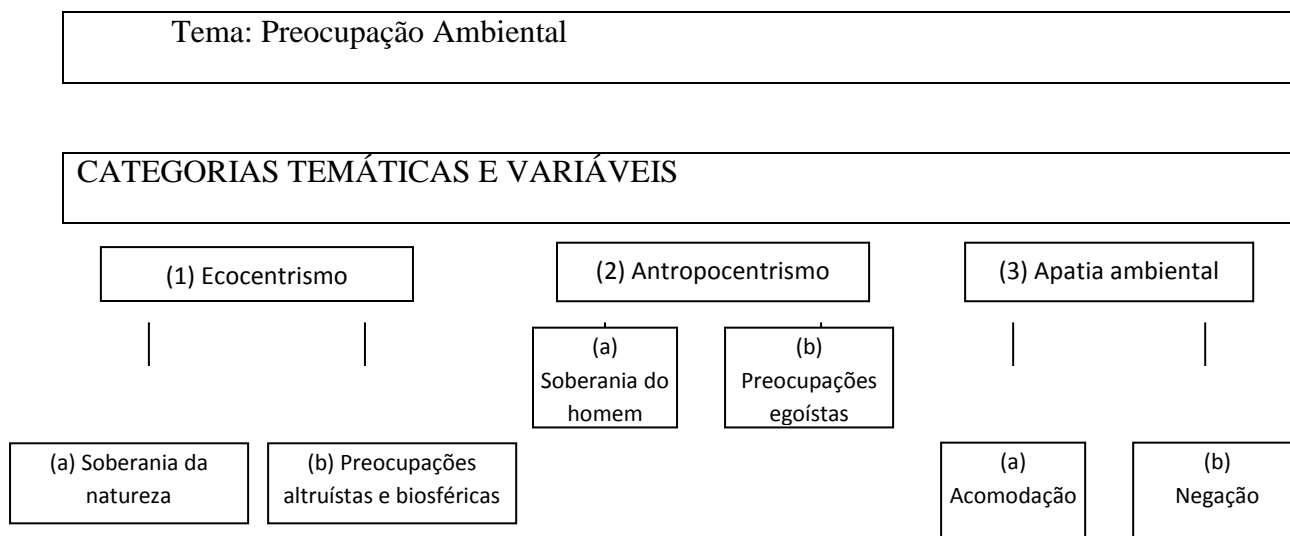 Tema: Preocupação Ambiental
CATEGORIAS TEMÁTICAS E VARIÁVEIS
(1) Ecocentrismo
(2) Antropocentrismo
(3) Apatia ambiental
(a)
Soberania do
homem
(b)
Preocupações
egoístas
(a) Soberania da
natureza
(b) Preocupações
altruístas e biosféricas
(a)
Acomodação
(b)
Negação